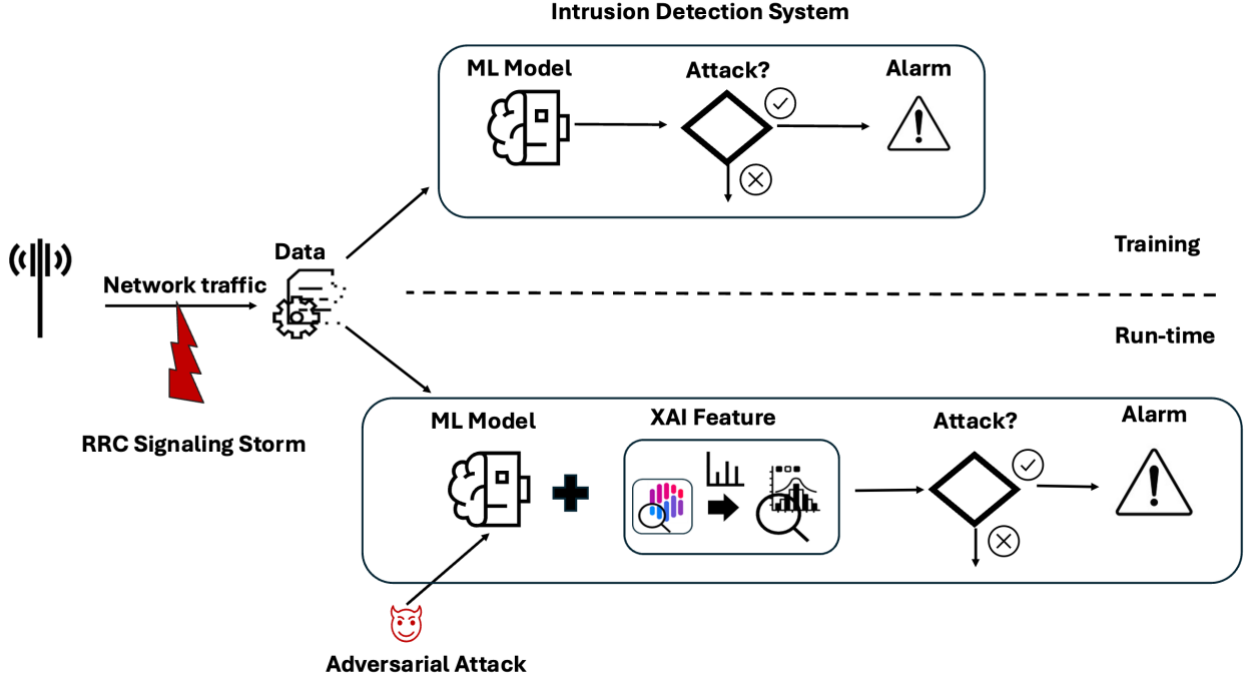 Intrusion Detection System
ML Model
Attack?
Alarm
Training
Data
Network traffic
Run-time
RRC Signaling Storm
ML Model
XAI Feature
Attack?
Alarm
Adversarial Attack